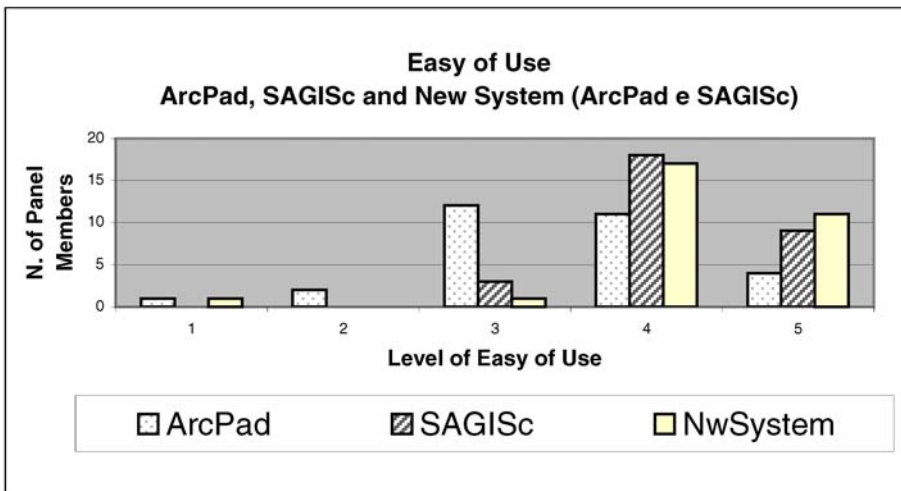 Easy of Use
ArcPad, SAGISc and New System (ArcPad e SAGISc)
N. of Panel
Members
20
15
10
5
0
1 2 3 4 5
Level of Easy of Use
ArcPad SAGISc NwSystem